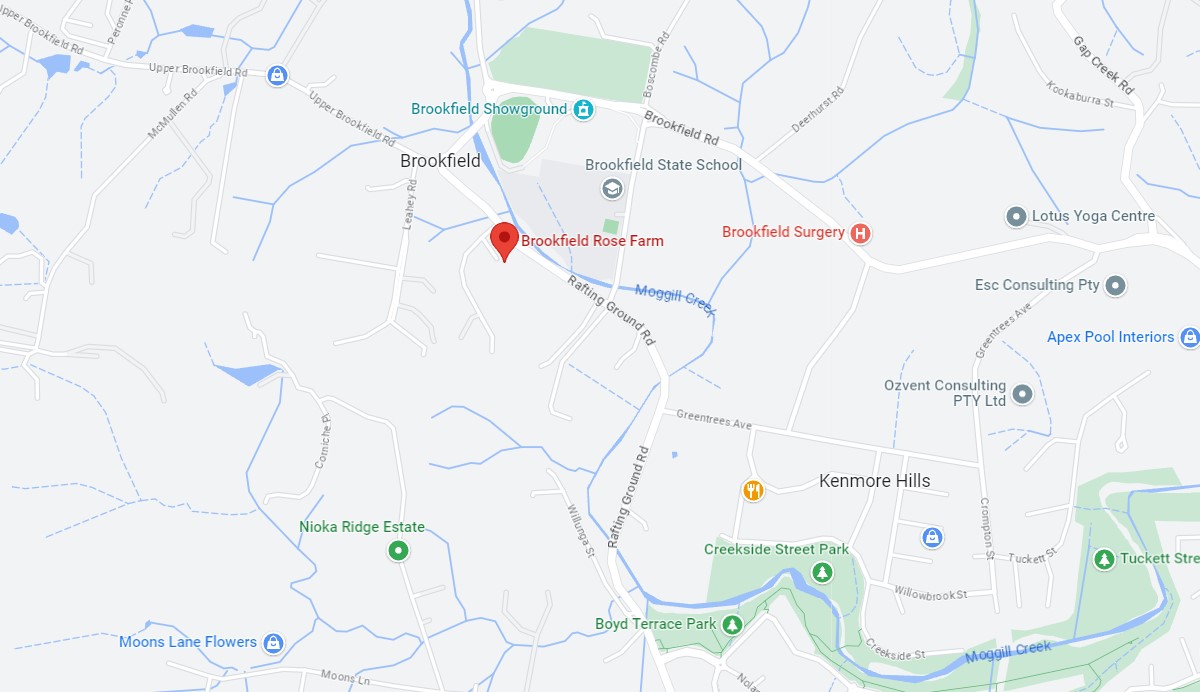 Upper Brookfield Rd
Peronne
Gap Creek Rd
Boscombe Rd
Upper Brookfield Rd
Kookaburra St
Deerhurst Rd
McMullen Rd
Upper Brookfield Rd
Brookfield Showground
Brookfield Rd
Brookfield
Brookfield State School
Leahey Rd
Lotus Yoga Centre
Brookfield Surgery
Brookfield Rose Farm
Esc Consulting Pty
Moggill Creek
Rafting Ground Rd
Greentrees Ave
Apex Pool Interiors
Ozvent Consulting
PTY Ltd
Greentrees Ave
Corniche Pl
Rafting Ground Rd
Kenmore Hills
Willunga St
Crompton St
Nioka Ridge Estate
Creekside Street Park
Tuckett St
Tuckett Stre
Willowbrook St
Boyd Terrace Park
Moons Lane Flowers
Creekside St
Moggill Creek
Moons Ln
Nolan